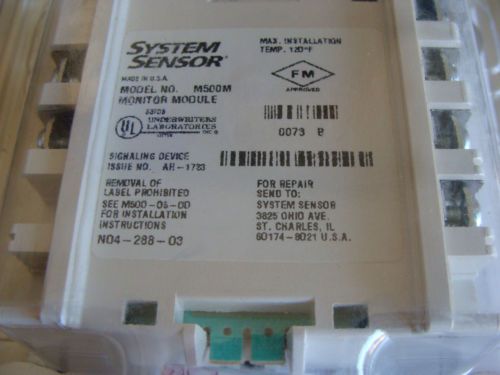 SYSTEM
SENSOR®
MADE IN U.S.A.
MODEL NO. M500M
MONITOR MODULE
UL
UNDERWRITERS
LABORATORIES
SIGNALING DEVICE
ISSUE NO. AH-1723
REMOVAL OF
LABEL PROHIBITED
SEE M500-06-00
FOR INSTALLATION
INSTRUCTIONS
N04-288-03
MAX. INSTALLATION
TEMP. 120°F
FM
APPROVED
0073 B
FOR REPAIR
SEND TO:
SYSTEM SENSOR
3825 OHIO AVE.
ST. CHARLES, IL
60174-8021 U.S.A.